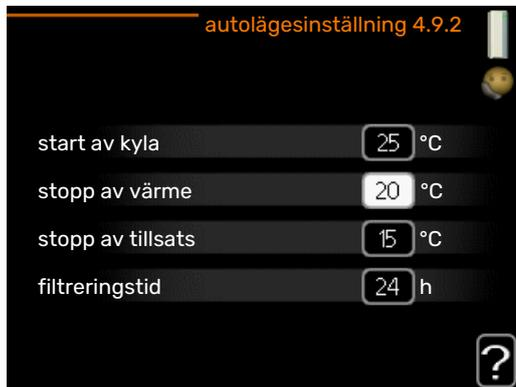 autolägesinställning 4.9.2
start av kyla 25 °C
stopp av värme 20 °C
stopp av tillsats 15 °C
filtreringstid 24 h
?